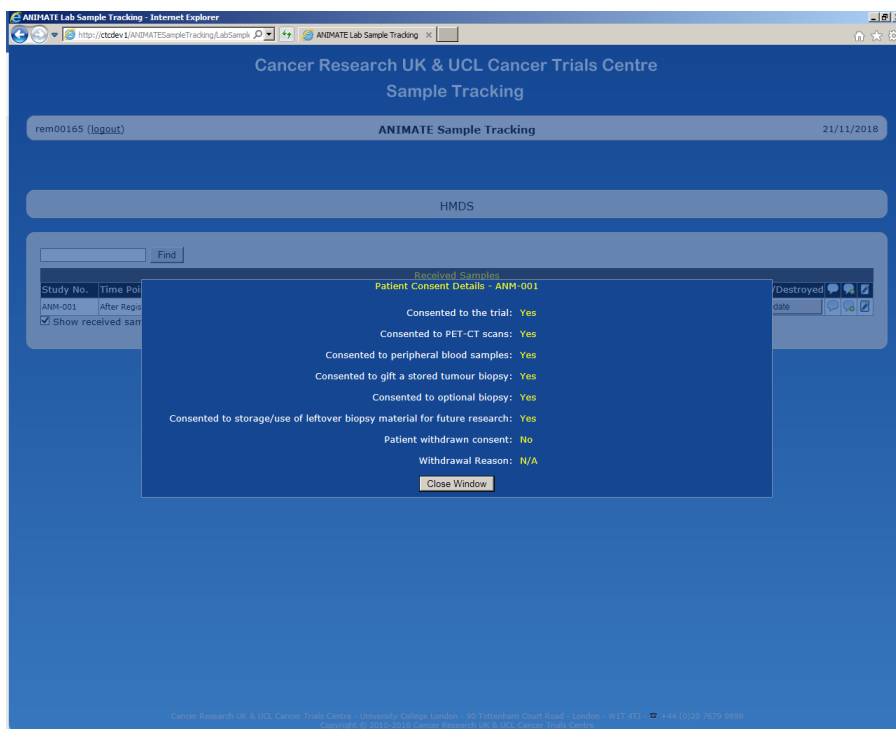 ANIMATE Lab Sample Tracking - Internet Explorer
http://ctcdev1/ANIMATESampleTracking/LabSampl
ANIMATE Lab Sample Tracking
Cancer Research UK & UCL Cancer Trials Centre
Sample Tracking
rem00165 (logout)
ANIMATE Sample Tracking
21/11/2018
HMDS
Find
Received Samples
Study No. Time Poi /Destroyed
ANM-001 After Regis date
Show received sam
Patient Consent Details - ANM-001
Consented to the trial: Yes
Consented to PET-CT scans: Yes
Consented to peripheral blood samples: Yes
Consented to gift a stored tumour biopsy: Yes
Consented to optional biopsy: Yes
Consented to storage/use of leftover biopsy material for future research: Yes
Patient withdrawn consent: No
Withdrawal Reason: N/A
Close Window
Cancer Research UK & UCL Cancer Trials Centre - University College London - 90 Tottenham Court Road - London - W1T 4TJ - ☎ +44 (0)20 7679 9898
Copyright © 2010-2018 Cancer Research UK & UCL Cancer Trials Centre